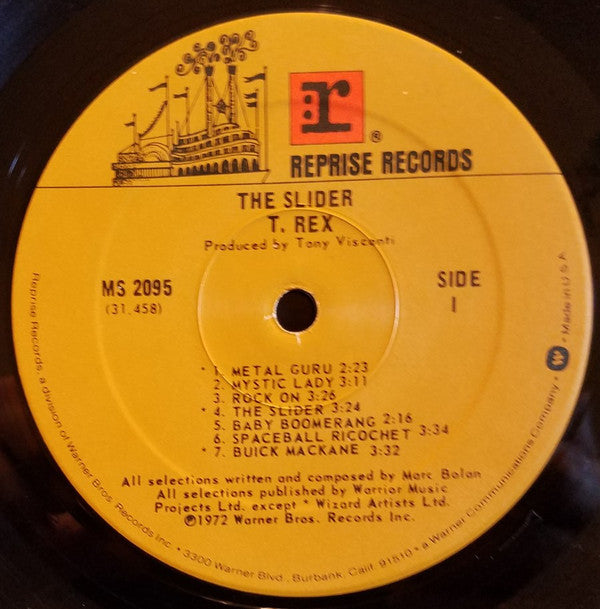 r
®
REPRISE RECORDS
THE SLIDER
T. REX
Produced by Tony Visconti
MS 2095
(31,458)
SIDE
1
* 1. METAL GURU 2:23
2. MYSTIC LADY 3:11
3. ROCK ON 3:26
* 4. THE SLIDER 3:24
5. BABY BOOMERANG 2:16
6. SPACEBALL RICOCHET 3:34
* 7. BUICK MACKANE 3:32
All selections written and composed by Marc Bolan
All selections published by Warrior Music
Projects Ltd. except * Wizard Artists Ltd.
℗1972 Warner Bros. Records Inc.
Reprise Records, a division of Warner Bros. Records Inc. • 3300 Warner Blvd., Burbank, Calif. 91510 • a Warner Communications Company • W • Made in U.S.A.